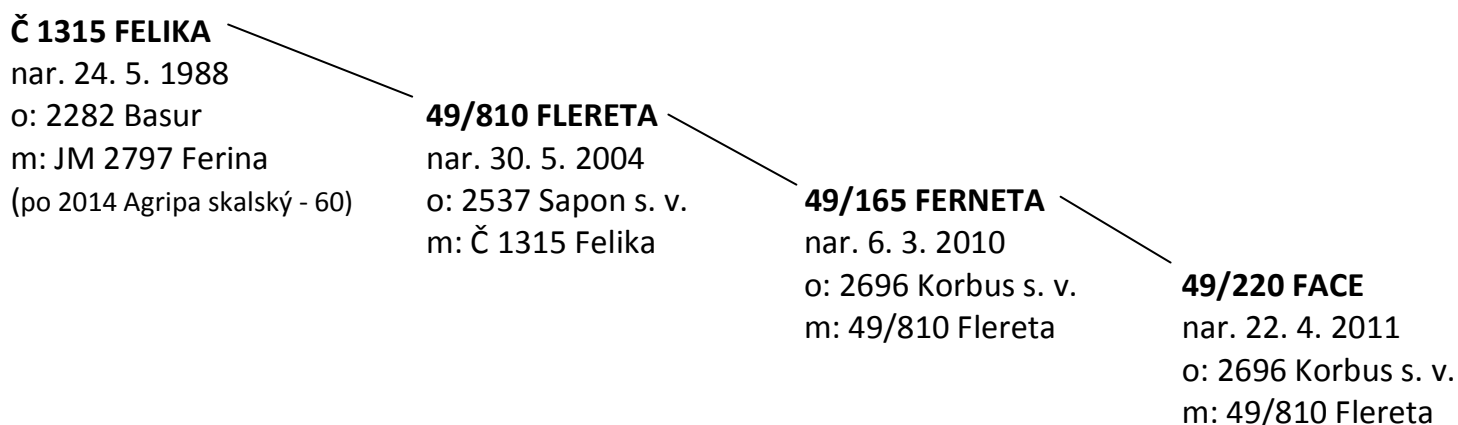 Č 1315 FELIKA
nar. 24. 5. 1988
o: 2282 Basur
m: JM 2797 Ferina
(po 2014 Agripa skalský - 60)
49/810 FLERETA
nar. 30. 5. 2004
o: 2537 Sapon s. v.
m: Č 1315 Felika
49/165 FERNETA
nar. 6. 3. 2010
o: 2696 Korbus s. v.
m: 49/810 Flereta
49/220 FACE
nar. 22. 4. 2011
o: 2696 Korbus s. v.
m: 49/810 Flereta